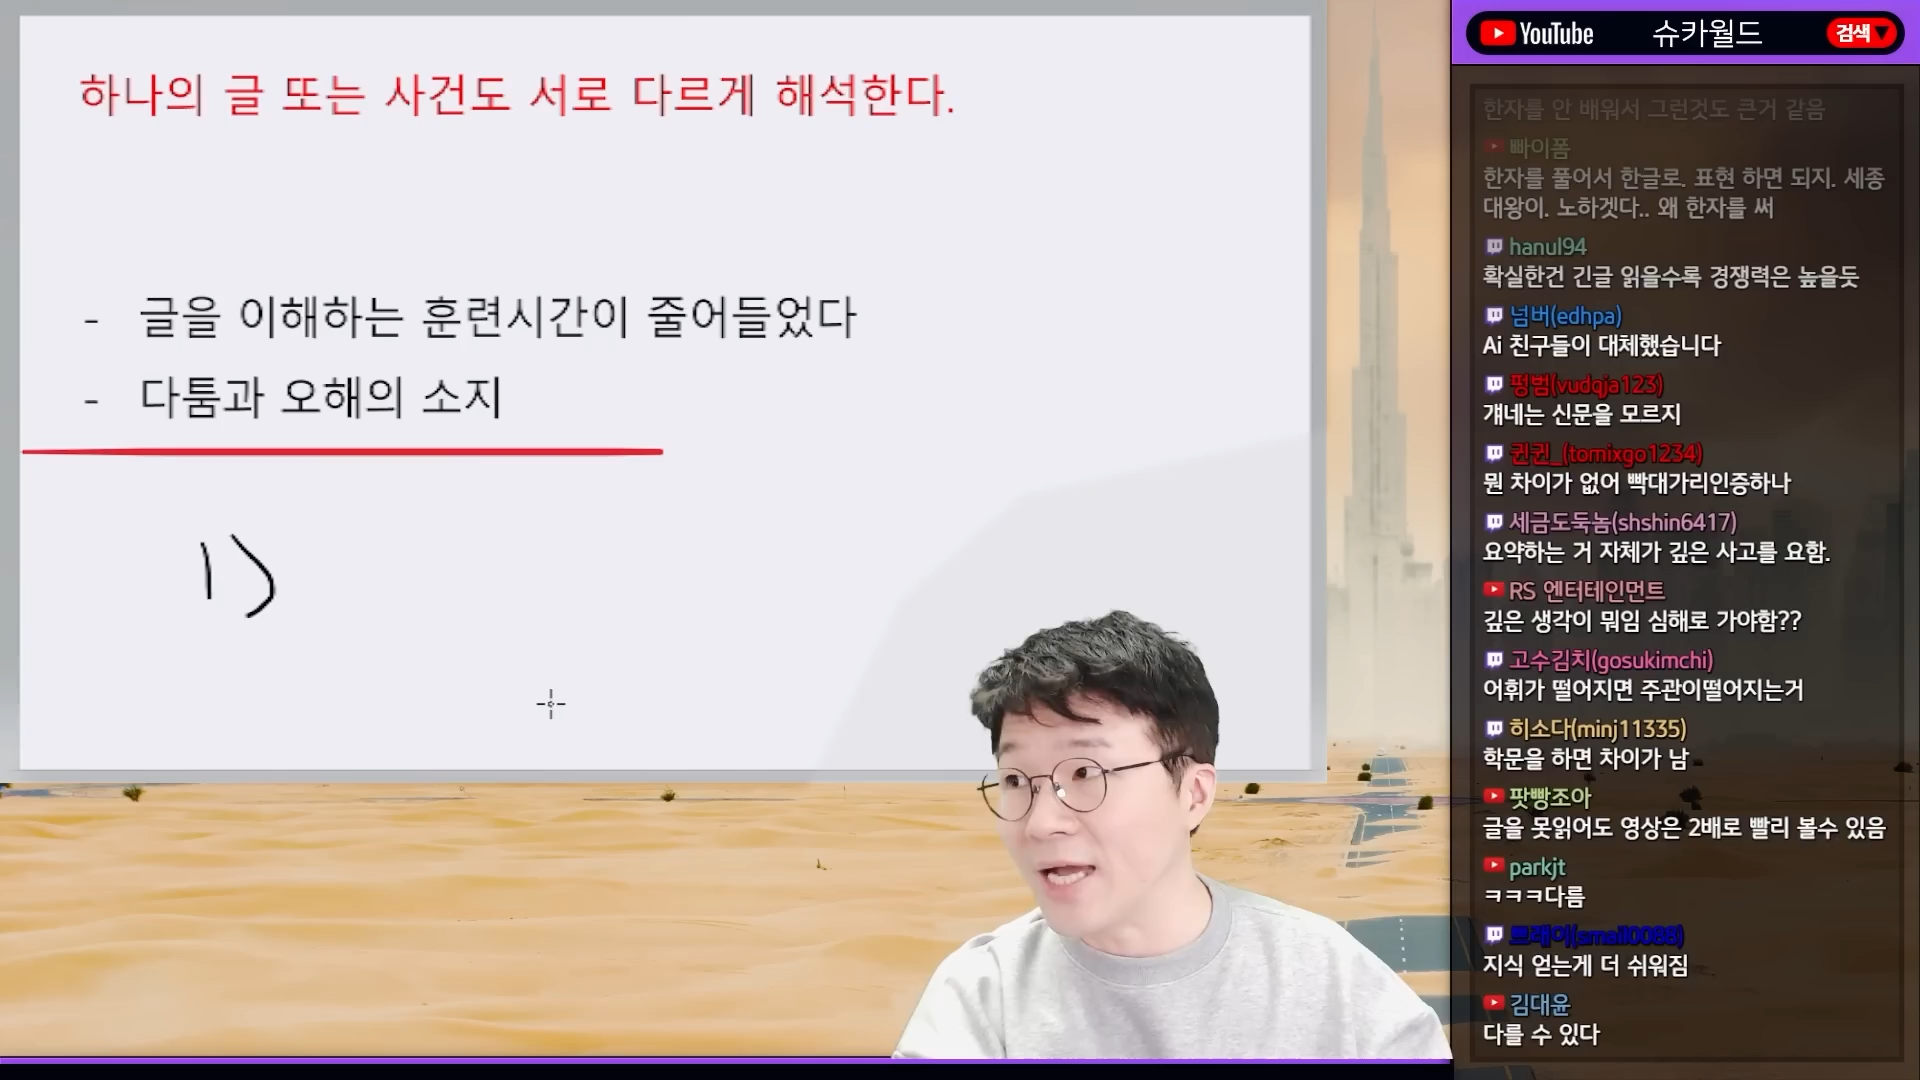 하나의 글 또는 사건도 서로 다르게 해석한다.
- 글을 이해하는 훈련시간이 줄어들었다
- 다툼과 오해의 소지
1)
YouTube 슈카월드 검색▼
한자를 안 배워서 그런것도 큰거 같음
빠이폼
한자를 풀어서 한글로. 표현 하면 되지. 세종
대왕이. 노하겟다.. 왜 한자를 써
hanul94
확실한건 긴글 읽을수록 경쟁력은 높을듯
넘버(edhpa)
Ai 친구들이 대체했습니다
펑범(vudqja123)
걔네는 신문을 모르지
퀸퀸_(tomixgo1234)
뭔 차이가 없어 빡대가리인증하나
세금도둑놈(shshin6417)
요약하는 거 자체가 깊은 사고를 요함.
RS 엔터테인먼트
깊은 생각이 뭐임 심해로 가야함??
고수김치(gosukimchi)
어휘가 떨어지면 주관이떨어지는거
히소다(minj11335)
학문을 하면 차이가 남
팟빵조아
글을 못읽어도 영상은 2배로 빨리 볼수 있음
parkjt
ㅋㅋㅋ다름
지식 얻는게 더 쉬워짐
김대윤
다를 수 있다